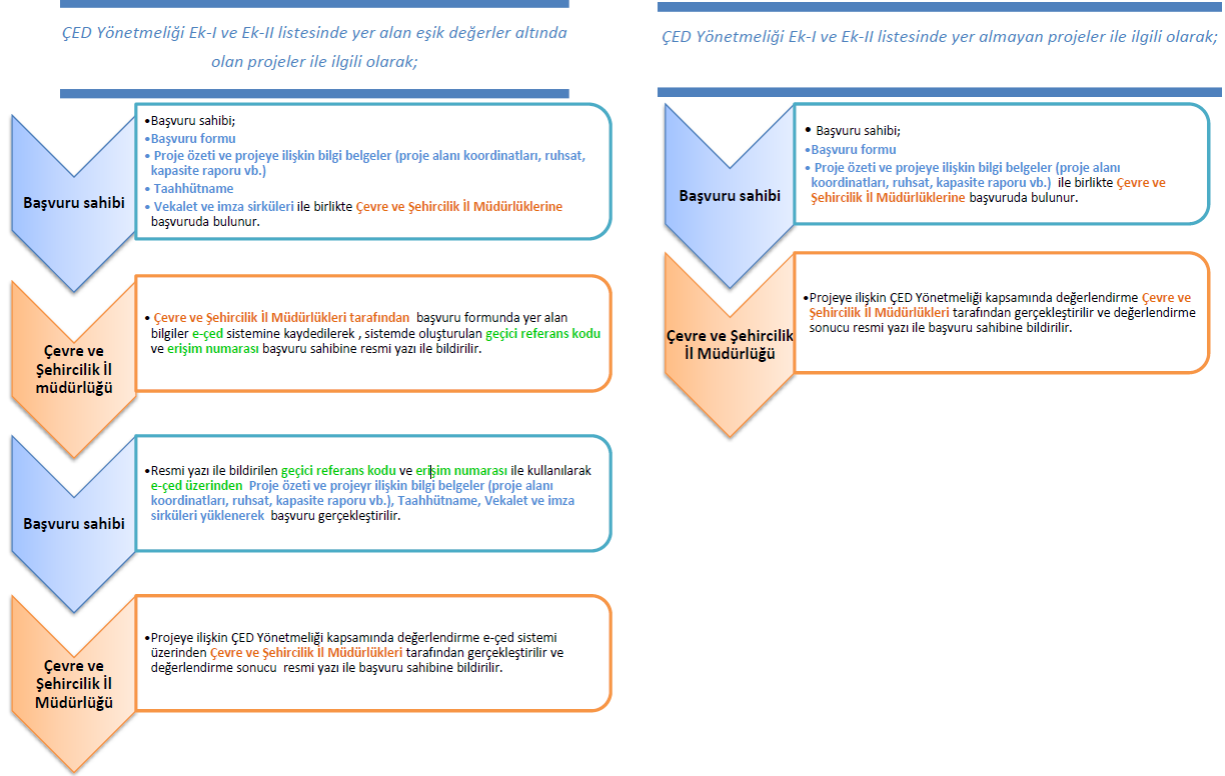 ÇED Yönetmeliği Ek-I ve Ek-II listesinde yer alan eşik değerler altında
olan projeler ile ilgili olarak;
Başvuru sahibi
•Başvuru sahibi;
•Başvuru formu
• Proje özeti ve projeye ilişkin bilgi belgeler (proje alanı koordinatları, ruhsat,
kapasite raporu vb.)
• Taahhütname
• Vekalet ve imza sirküleri ile birlikte Çevre ve Şehircilik İl Müdürlüklerine
başvuruda bulunur.
Çevre ve
Şehircilik İl
müdürlüğü
• Çevre ve Şehircilik İl Müdürlükleri tarafından başvuru formunda yer alan
bilgiler e-çed sistemine kaydedilerek , sistemde oluşturulan geçici referans kodu
ve erişim numarası başvuru sahibine resmi yazı ile bildirilir.
Başvuru sahibi
•Resmi yazı ile bildirilen geçici referans kodu ve erişim numarası ile kullanılarak
e-çed üzerinden Proje özeti ve projeyr ilişkin bilgi belgeler (proje alanı
koordinatları, ruhsat, kapasite raporu vb.), Taahhütname, Vekalet ve imza
sirküleri yüklenerek başvuru gerçekleştirilir.
Çevre ve
Şehircilik İl
Müdürlüğü
•Projeye ilişkin ÇED Yönetmeliği kapsamında değerlendirme e-çed sistemi
üzerinden Çevre ve Şehircilik İl Müdürlükleri tarafından gerçekleştirilir ve
değerlendirme sonucu resmi yazı ile başvuru sahibine bildirilir.
ÇED Yönetmeliği Ek-I ve Ek-II listesinde yer almayan projeler ile ilgili olarak;
Başvuru sahibi
• Başvuru sahibi;
•Başvuru formu
• Proje özeti ve projeye ilişkin bilgi belgeler (proje alanı
koordinatları, ruhsat, kapasite raporu vb.) ile birlikte Çevre ve
Şehircilik İl Müdürlüklerine başvuruda bulunur.
Çevre ve Şehircilik
İl Müdürlüğü
•Projeye ilişkin ÇED Yönetmeliği kapsamında değerlendirme Çevre ve
Şehircilik İl Müdürlükleri tarafından gerçekleştirilir ve değerlendirme
sonucu resmi yazı ile başvuru sahibine bildirilir.